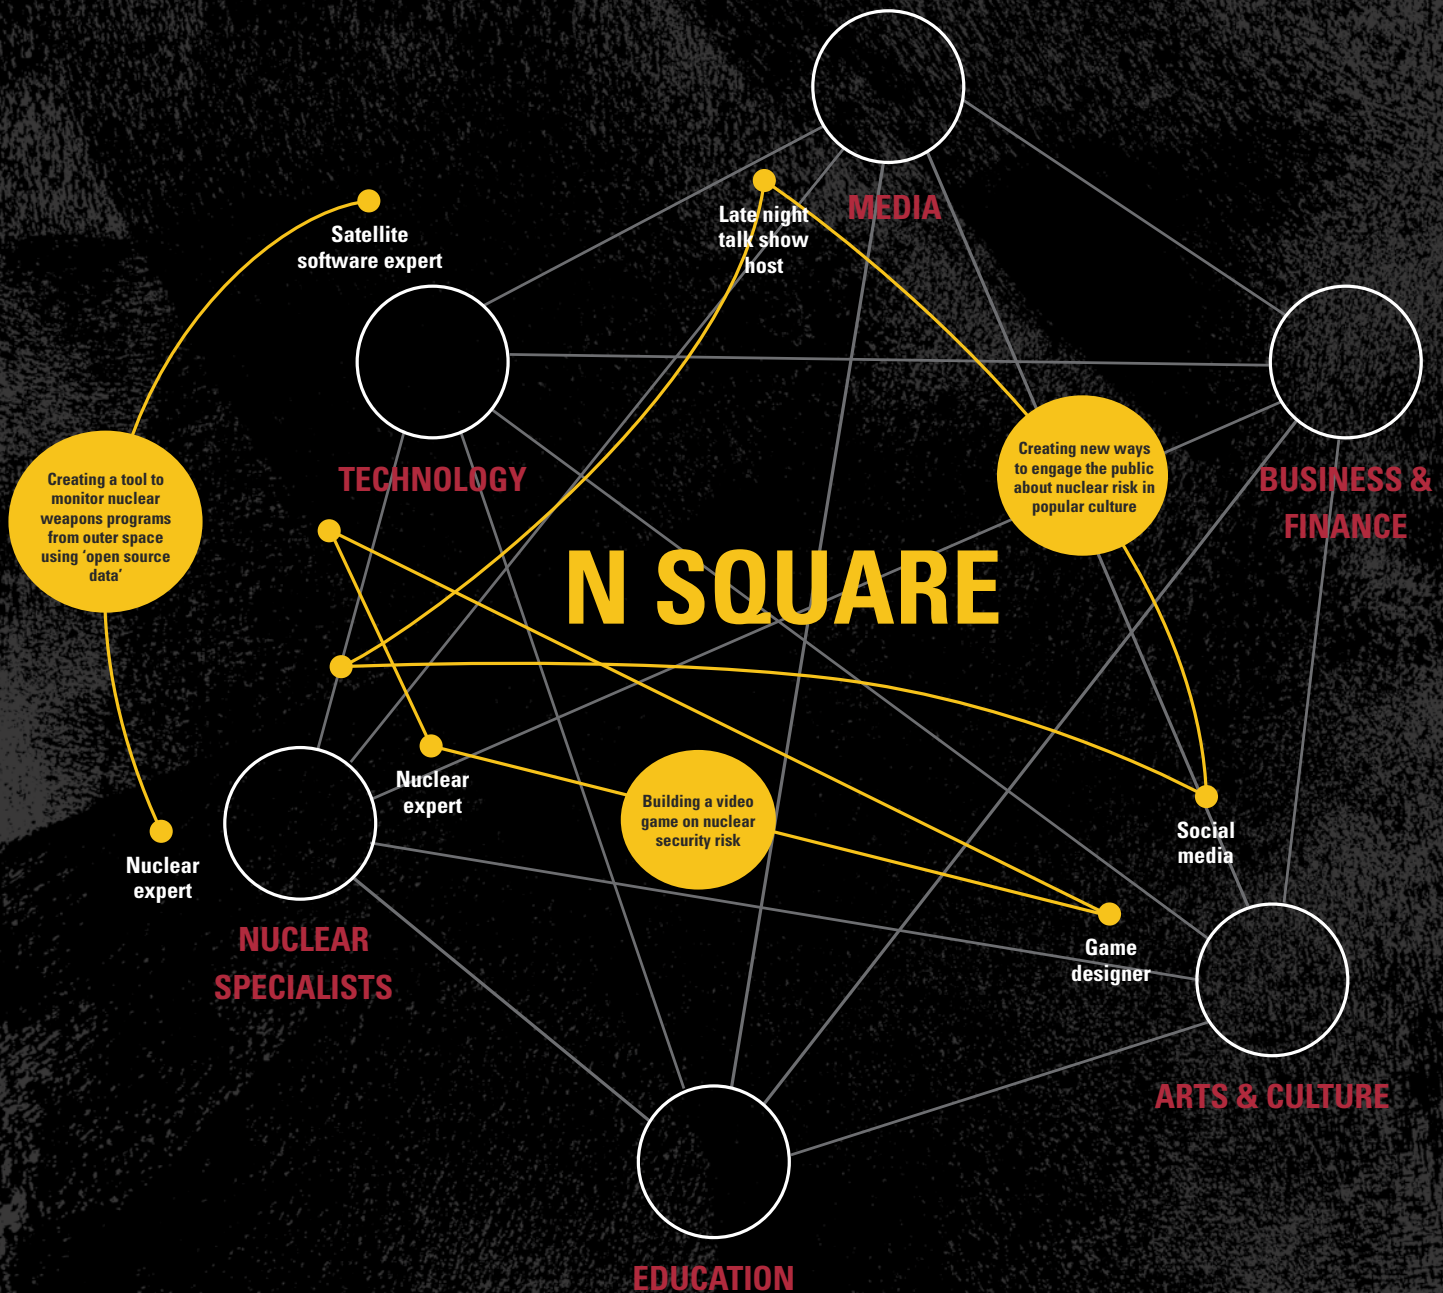 MEDIA
Late night
talk show
host
Satellite
software expert
TECHNOLOGY
BUSINESS &
FINANCE
Creating new ways
to engage the public
about nuclear risk in
popular culture
Creating a tool to
monitor nuclear
weapons programs
from outer space
using ‘open source
data’
N SQUARE
Nuclear
expert
Building a video
game on nuclear
security risk
Social
media
Nuclear
expert
NUCLEAR
SPECIALISTS
Game
designer
ARTS & CULTURE
EDUCATION